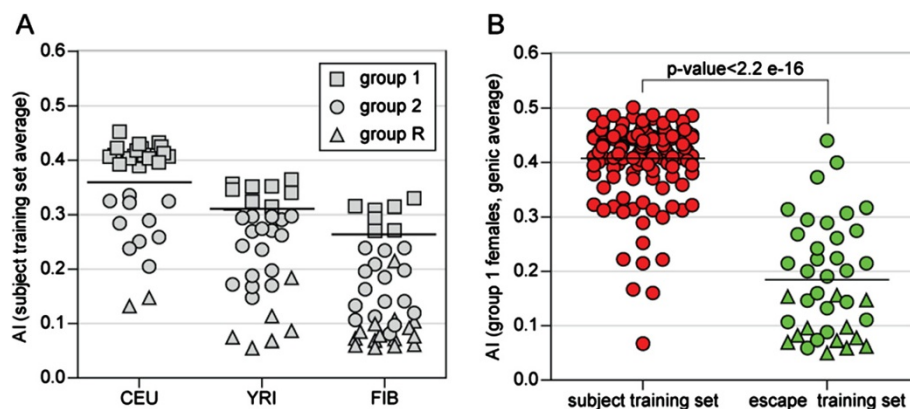 A
AI (subject training set average)
0.6
0.5
0.4
0.3
0.2
0.1
0.0
group 1
group 2
group R
CEU YRI FIB
B
AI (group 1 females, genic average)
0.6
0.5
0.4
0.3
0.2
0.1
0.0
p-value<2.2 e-16
subject training set escape training set